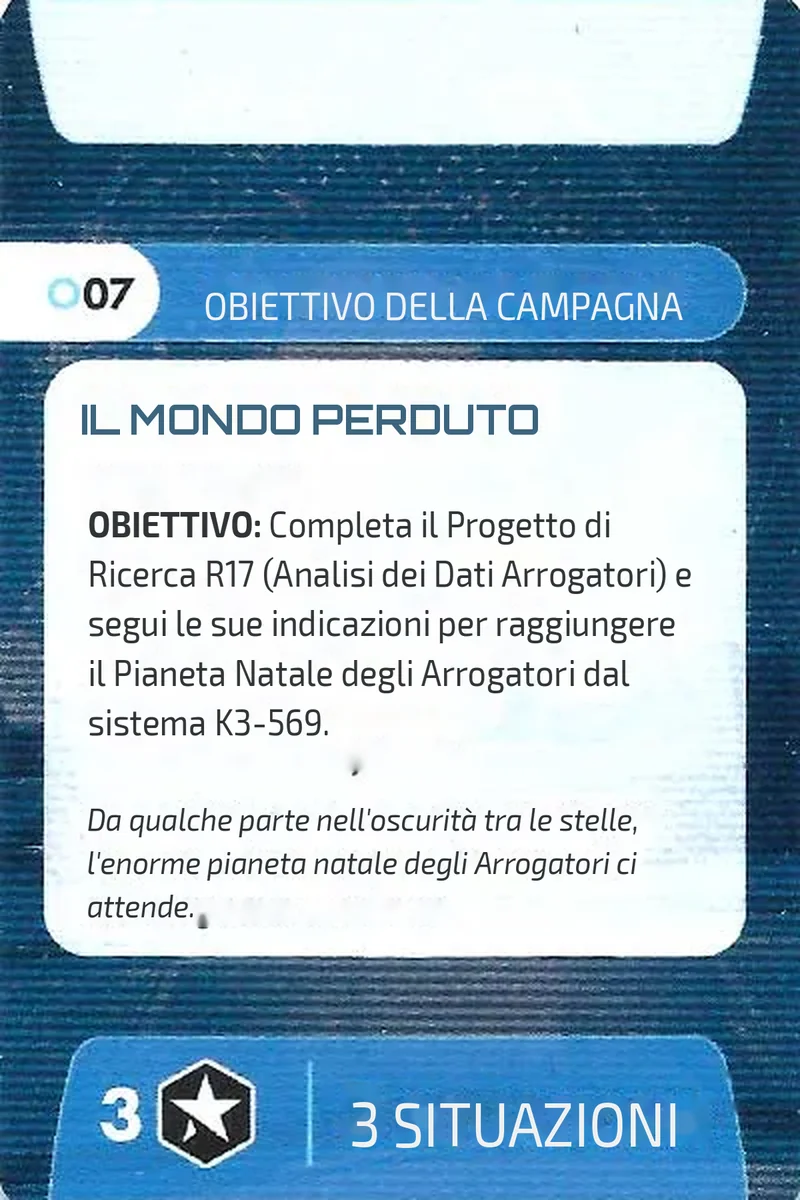 07
OBIETTIVO DELLA CAMPAGNA
IL MONDO PERDUTO
OBIETTIVO: Completa il Progetto di
Ricerca R17 (Analisi dei Dati Arrogatori) e
segui le sue indicazioni per raggiungere
il Pianeta Natale degli Arrogatori dal
sistema K3-569.
Da qualche parte nell'oscurità tra le stelle,
l'enorme pianeta natale degli Arrogatori ci
attende.
3
3 SITUAZIONI